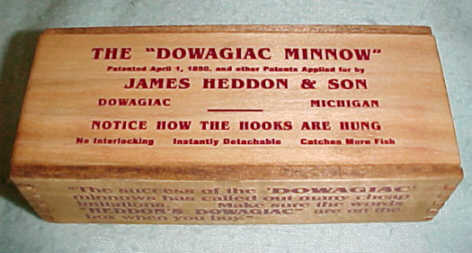 THE "DOWAGIAC MINNOW"
Patented April 1, 1890, and other Patents Applied for by
JAMES HEDDON & SON
DOWAGIAC MICHIGAN
NOTICE HOW THE HOOKS ARE HUNG
No Interlocking Instantly Detachable Catches More Fish
"The success of the 'DOWAGIAC'
minnows has called out many cheap
imitations. Make sure the words
"HEDDON'S DOWAGIAC" are on the
box when you buy."